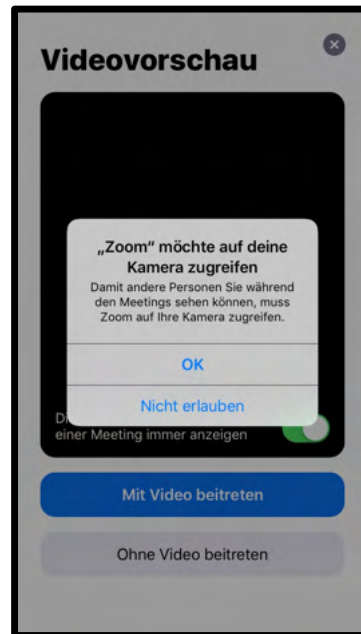 Videovorschau
„Zoom“ möchte auf deine
Kamera zugreifen
Damit andere Personen Sie während
den Meetings sehen können, muss
Zoom auf Ihre Kamera zugreifen.
OK
Nicht erlauben
einer Meeting immer anzeigen
Mit Video beitreten
Ohne Video beitreten